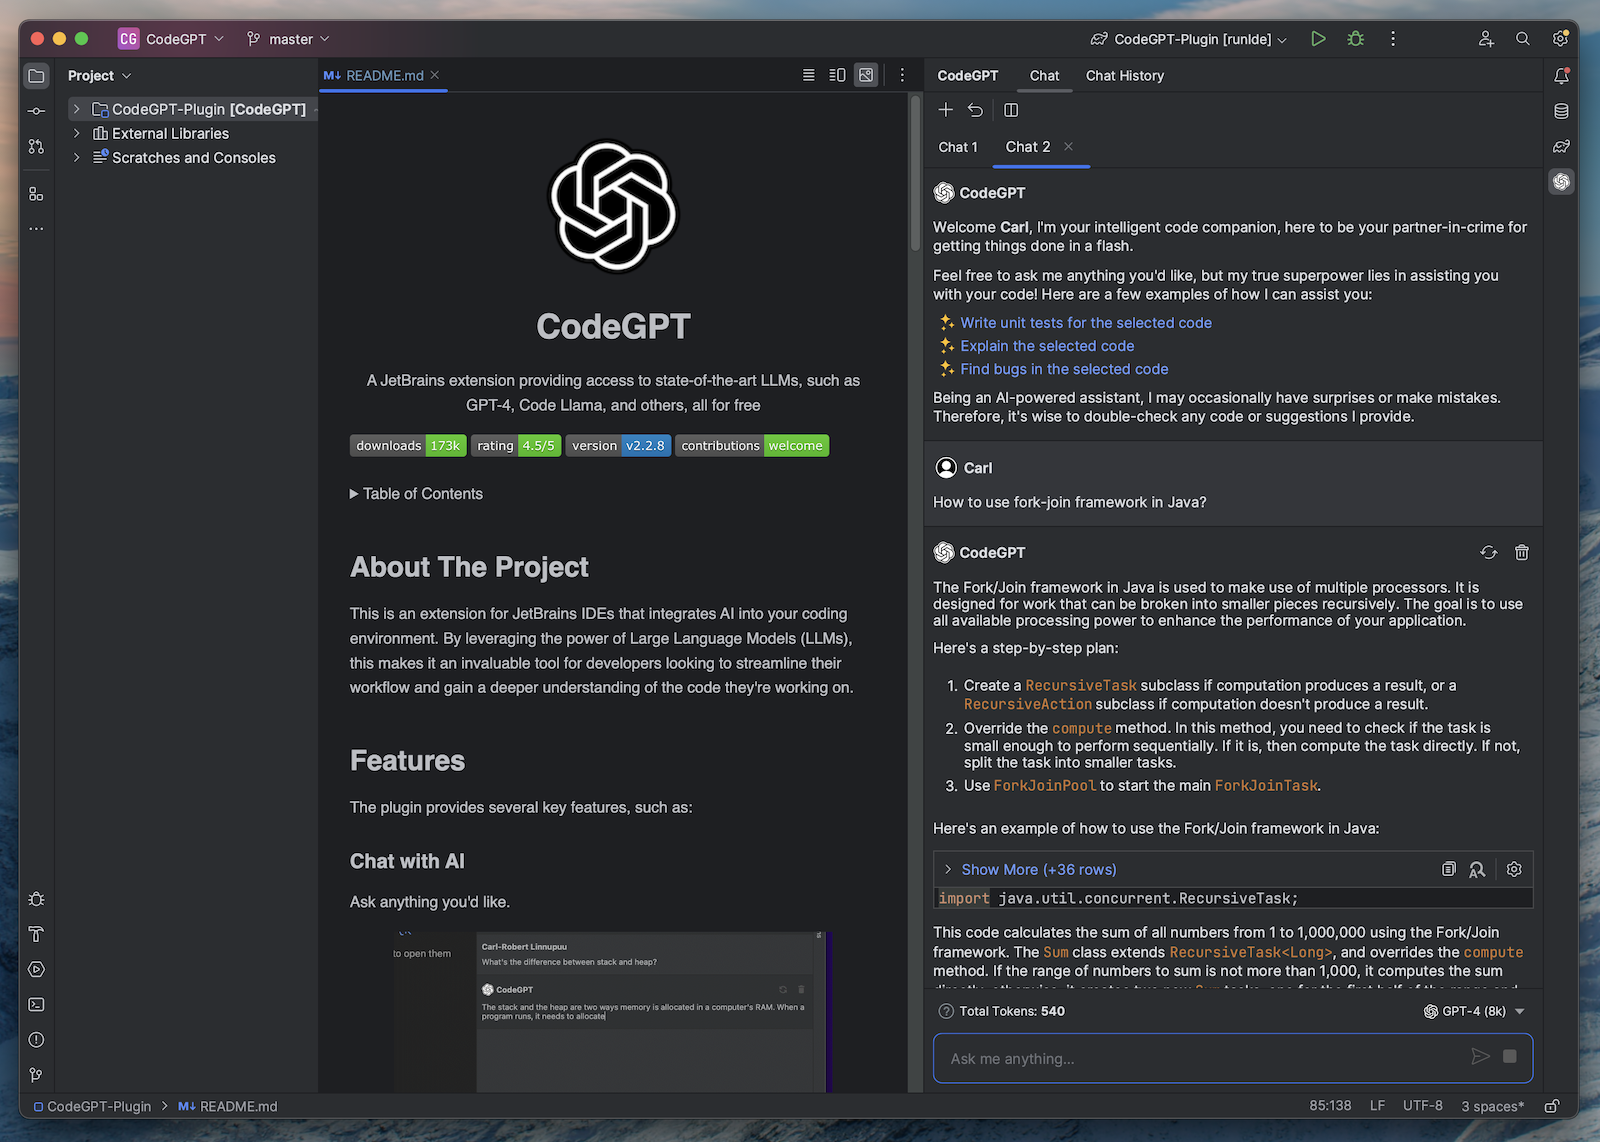 CG CodeGPT master CodeGPT-Plugin [runIde]
Project
CodeGPT-Plugin [CodeGPT]
External Libraries
Scratches and Consoles
M↓ README.md
CodeGPT
A JetBrains extension providing access to state-of-the-art LLMs, such as
GPT-4, Code Llama, and others, all for free
downloads 173k rating 4.5/5 version v2.2.8 contributions welcome
Table of Contents
About The Project
This is an extension for JetBrains IDEs that integrates AI into your coding
environment. By leveraging the power of Large Language Models (LLMs),
this makes it an invaluable tool for developers looking to streamline their
workflow and gain a deeper understanding of the code they're working on.
Features
The plugin provides several key features, such as:
Chat with AI
Ask anything you'd like.
to open them
Carl-Robert Linnupuu
What's the difference between stack and heap?
CodeGPT
The stack and the heap are two ways memory is allocated in a computer's RAM. When a
program runs, it needs to allocate
CodeGPT Chat Chat History
Chat 1 Chat 2
CodeGPT
Welcome Carl, I'm your intelligent code companion, here to be your partner-in-crime for
getting things done in a flash.
Feel free to ask me anything you'd like, but my true superpower lies in assisting you
with your code! Here are a few examples of how I can assist you:
Write unit tests for the selected code
Explain the selected code
Find bugs in the selected code
Being an AI-powered assistant, I may occasionally have surprises or make mistakes.
Therefore, it's wise to double-check any code or suggestions I provide.
Carl
How to use fork-join framework in Java?
CodeGPT
The Fork/Join framework in Java is used to make use of multiple processors. It is
designed for work that can be broken into smaller pieces recursively. The goal is to use
all available processing power to enhance the performance of your application.
Here's a step-by-step plan:
1. Create a RecursiveTask subclass if computation produces a result, or a
RecursiveAction subclass if computation doesn't produce a result.
2. Override the compute method. In this method, you need to check if the task is
small enough to perform sequentially. If it is, then compute the task directly. If not,
split the task into smaller tasks.
3. Use ForkJoinPool to start the main ForkJoinTask.
Here's an example of how to use the Fork/Join framework in Java:
Show More (+36 rows)
import java.util.concurrent.RecursiveTask;
This code calculates the sum of all numbers from 1 to 1,000,000 using the Fork/Join
framework. The Sum class extends RecursiveTask<Long>, and overrides the compute
method. If the range of numbers to sum is not more than 1,000, it computes the sum
Total Tokens: 540 GPT-4 (8k)
Ask me anything...
CodeGPT-Plugin M↓ README.md 85:138 LF UTF-8 3 spaces*